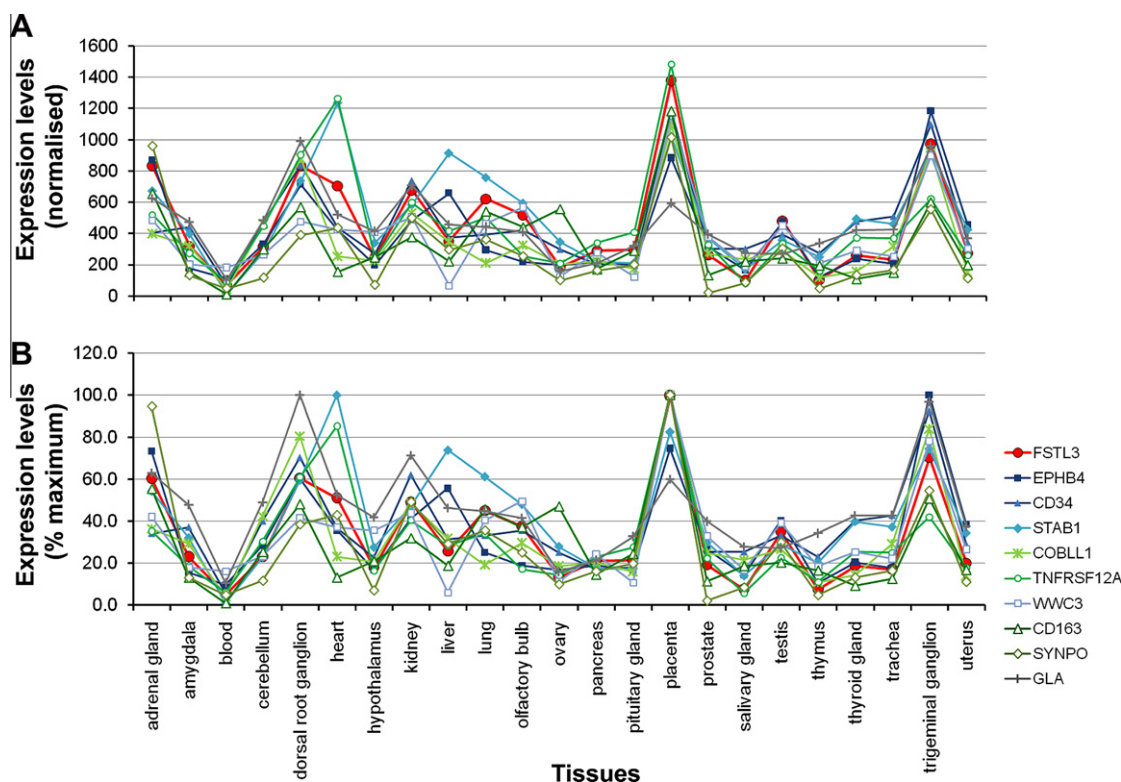 A
Expression levels
(normalised)
1600
1400
1200
1000
800
600
400
200
0
B
Expression levels
(% maximum)
120.0
100.0
80.0
60.0
40.0
20.0
0.0
adrenal gland
amygdala
blood
cerebellum
dorsal root ganglion
heart
hypothalamus
kidney
liver
lung
olfactory bulb
ovary
pancreas
pituitary gland
placenta
prostate
salivary gland
testis
thymus
thyroid gland
trachea
trigeminal ganglion
uterus
Tissues
FSTL3
EPHB4
CD34
STAB1
COBLL1
TNFRSF12A
WWC3
CD163
SYNPO
GLA